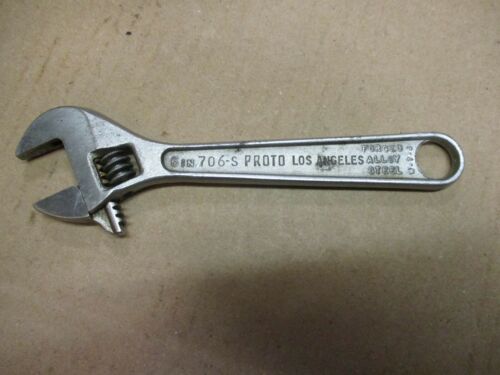 6 IN 706-S PROTO LOS ANGELES
FORGED
ALLOY
STEEL